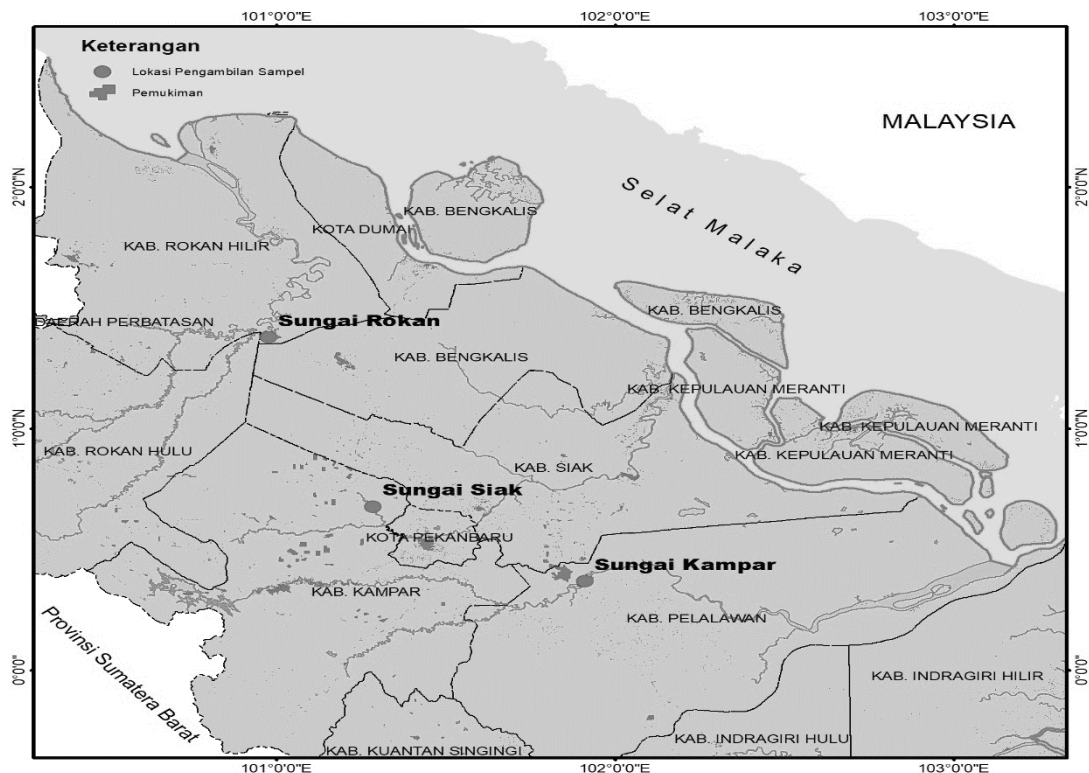 101°0'0"E 102°0'0"E 103°0'0"E
Keterangan
Lokasi Pengambilan Sampel
Pemukiman
MALAYSIA
2°0'0"N 2°0'0"N
Selat Malaka
KAB. BENGKALIS
KOTA DUMAI
KAB. ROKAN HILIR
KAB. BENGKALIS
DAERAH PERBATASAN
Sungai Rokan
KAB. BENGKALIS
KAB. KEPULAUAN MERANTI
1°0'0"N 1°0'0"N
KAB. KEPULAUAN MERANTI
KAB. ROKAN HULU
KAB. KEPULAUAN MERANTI
KAB. SIAK
Sungai Siak
KOTA PEKANBARU
Sungai Kampar
KAB. KAMPAR
KAB. PELALAWAN
Provinsi Sumatera Barat
0°0'0" 0°0'0"
KAB. INDRAGIRI HILIR
KAB. INDRAGIRI HULU
KAB. KUANTAN SINGINGI
101°0'0"E 102°0'0"E 103°0'0"E